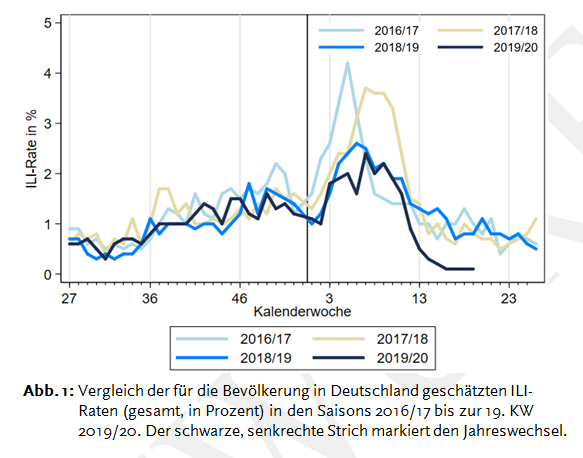 5
4
3
2
1
0
ILI-Rate in %
2016/17 2017/18
2018/19 2019/20
27 36 46 3 13 23
Kalenderwoche
2016/17 2017/18
2018/19 2019/20
Abb. 1: Vergleich der für die Bevölkerung in Deutschland geschätzten ILI-
Raten (gesamt, in Prozent) in den Saisons 2016/17 bis zur 19. KW
2019/20. Der schwarze, senkrechte Strich markiert den Jahreswechsel.